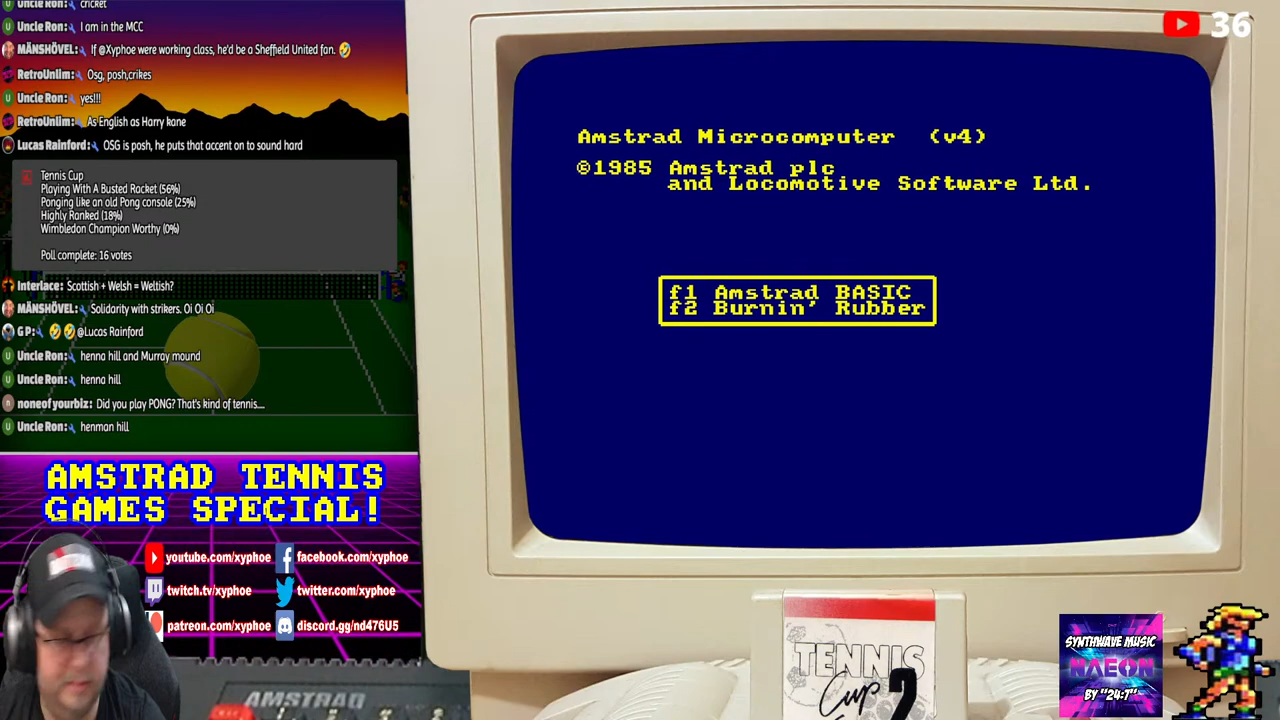 Uncle Ron: cricket
Uncle Ron: I am in the MCC
MÄNSHÖVEL: If @Xyphoe were working class, he'd be a Sheffield United fan. 🤣
RetroUnlim: Osg, posh,crikes
Uncle Ron: yes!!!
RetroUnlim: As English as Harry kane
Lucas Rainford: OSG is posh, he puts that accent on to sound hard
Tennis Cup
Playing With A Busted Racket (56%)
Ponging like an old Pong console (25%)
Highly Ranked (18%)
Wimbledon Champion Worthy (0%)
Poll complete: 16 votes
Interlace: Scottish + Welsh = Weltish?
MÄNSHÖVEL: Solidarity with strikers. Oi Oi Oi
G P: 🤣🤣@Lucas Rainford
Uncle Ron: henna hill and Murray mound
Uncle Ron: henna hill
noneofyourbiz: Did you play PONG? That's kind of tennis....
Uncle Ron: henman hill
AMSTRAD TENNIS
GAMES SPECIAL!
youtube.com/xyphoe
facebook.com/xyphoe
twitch.tv/xyphoe
twitter.com/xyphoe
patreon.com/xyphoe
discord.gg/nd476U5
AMSTRAD
36
Amstrad Microcomputer (v4)
©1985 Amstrad plc
and Locomotive Software Ltd.
f1 Amstrad BASIC
f2 Burnin' Rubber
TENNIS
Cup
2
SYNTHWAVE MUSIC
HAEON
BY "24:7"